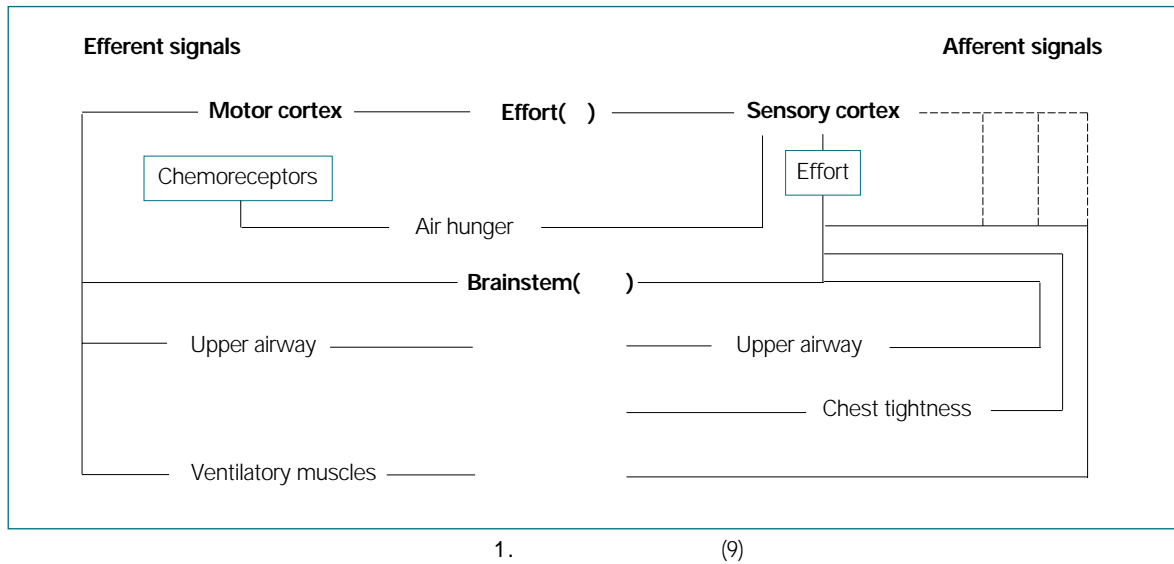 Efferent signals Afferent signals
Motor cortex Effort( ) Sensory cortex
Chemoreceptors Effort
Air hunger
Brainstem( )
Upper airway Upper airway
Chest tightness
Ventilatory muscles
1. (9)